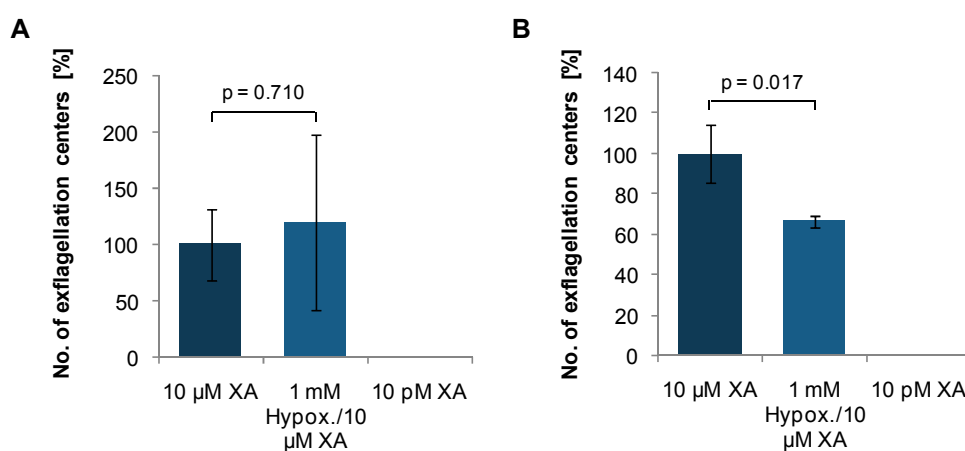 A
No. of exflagellation centers [%]
250
200
150
100
50
0
p = 0.710
10 µM XA
1 mM
Hypox./10
µM XA
10 pM XA
B
No. of exflagellation centers [%]
140
120
100
80
60
40
20
0
p = 0.017
10 µM XA
1 mM
Hypox./10
µM XA
10 pM XA